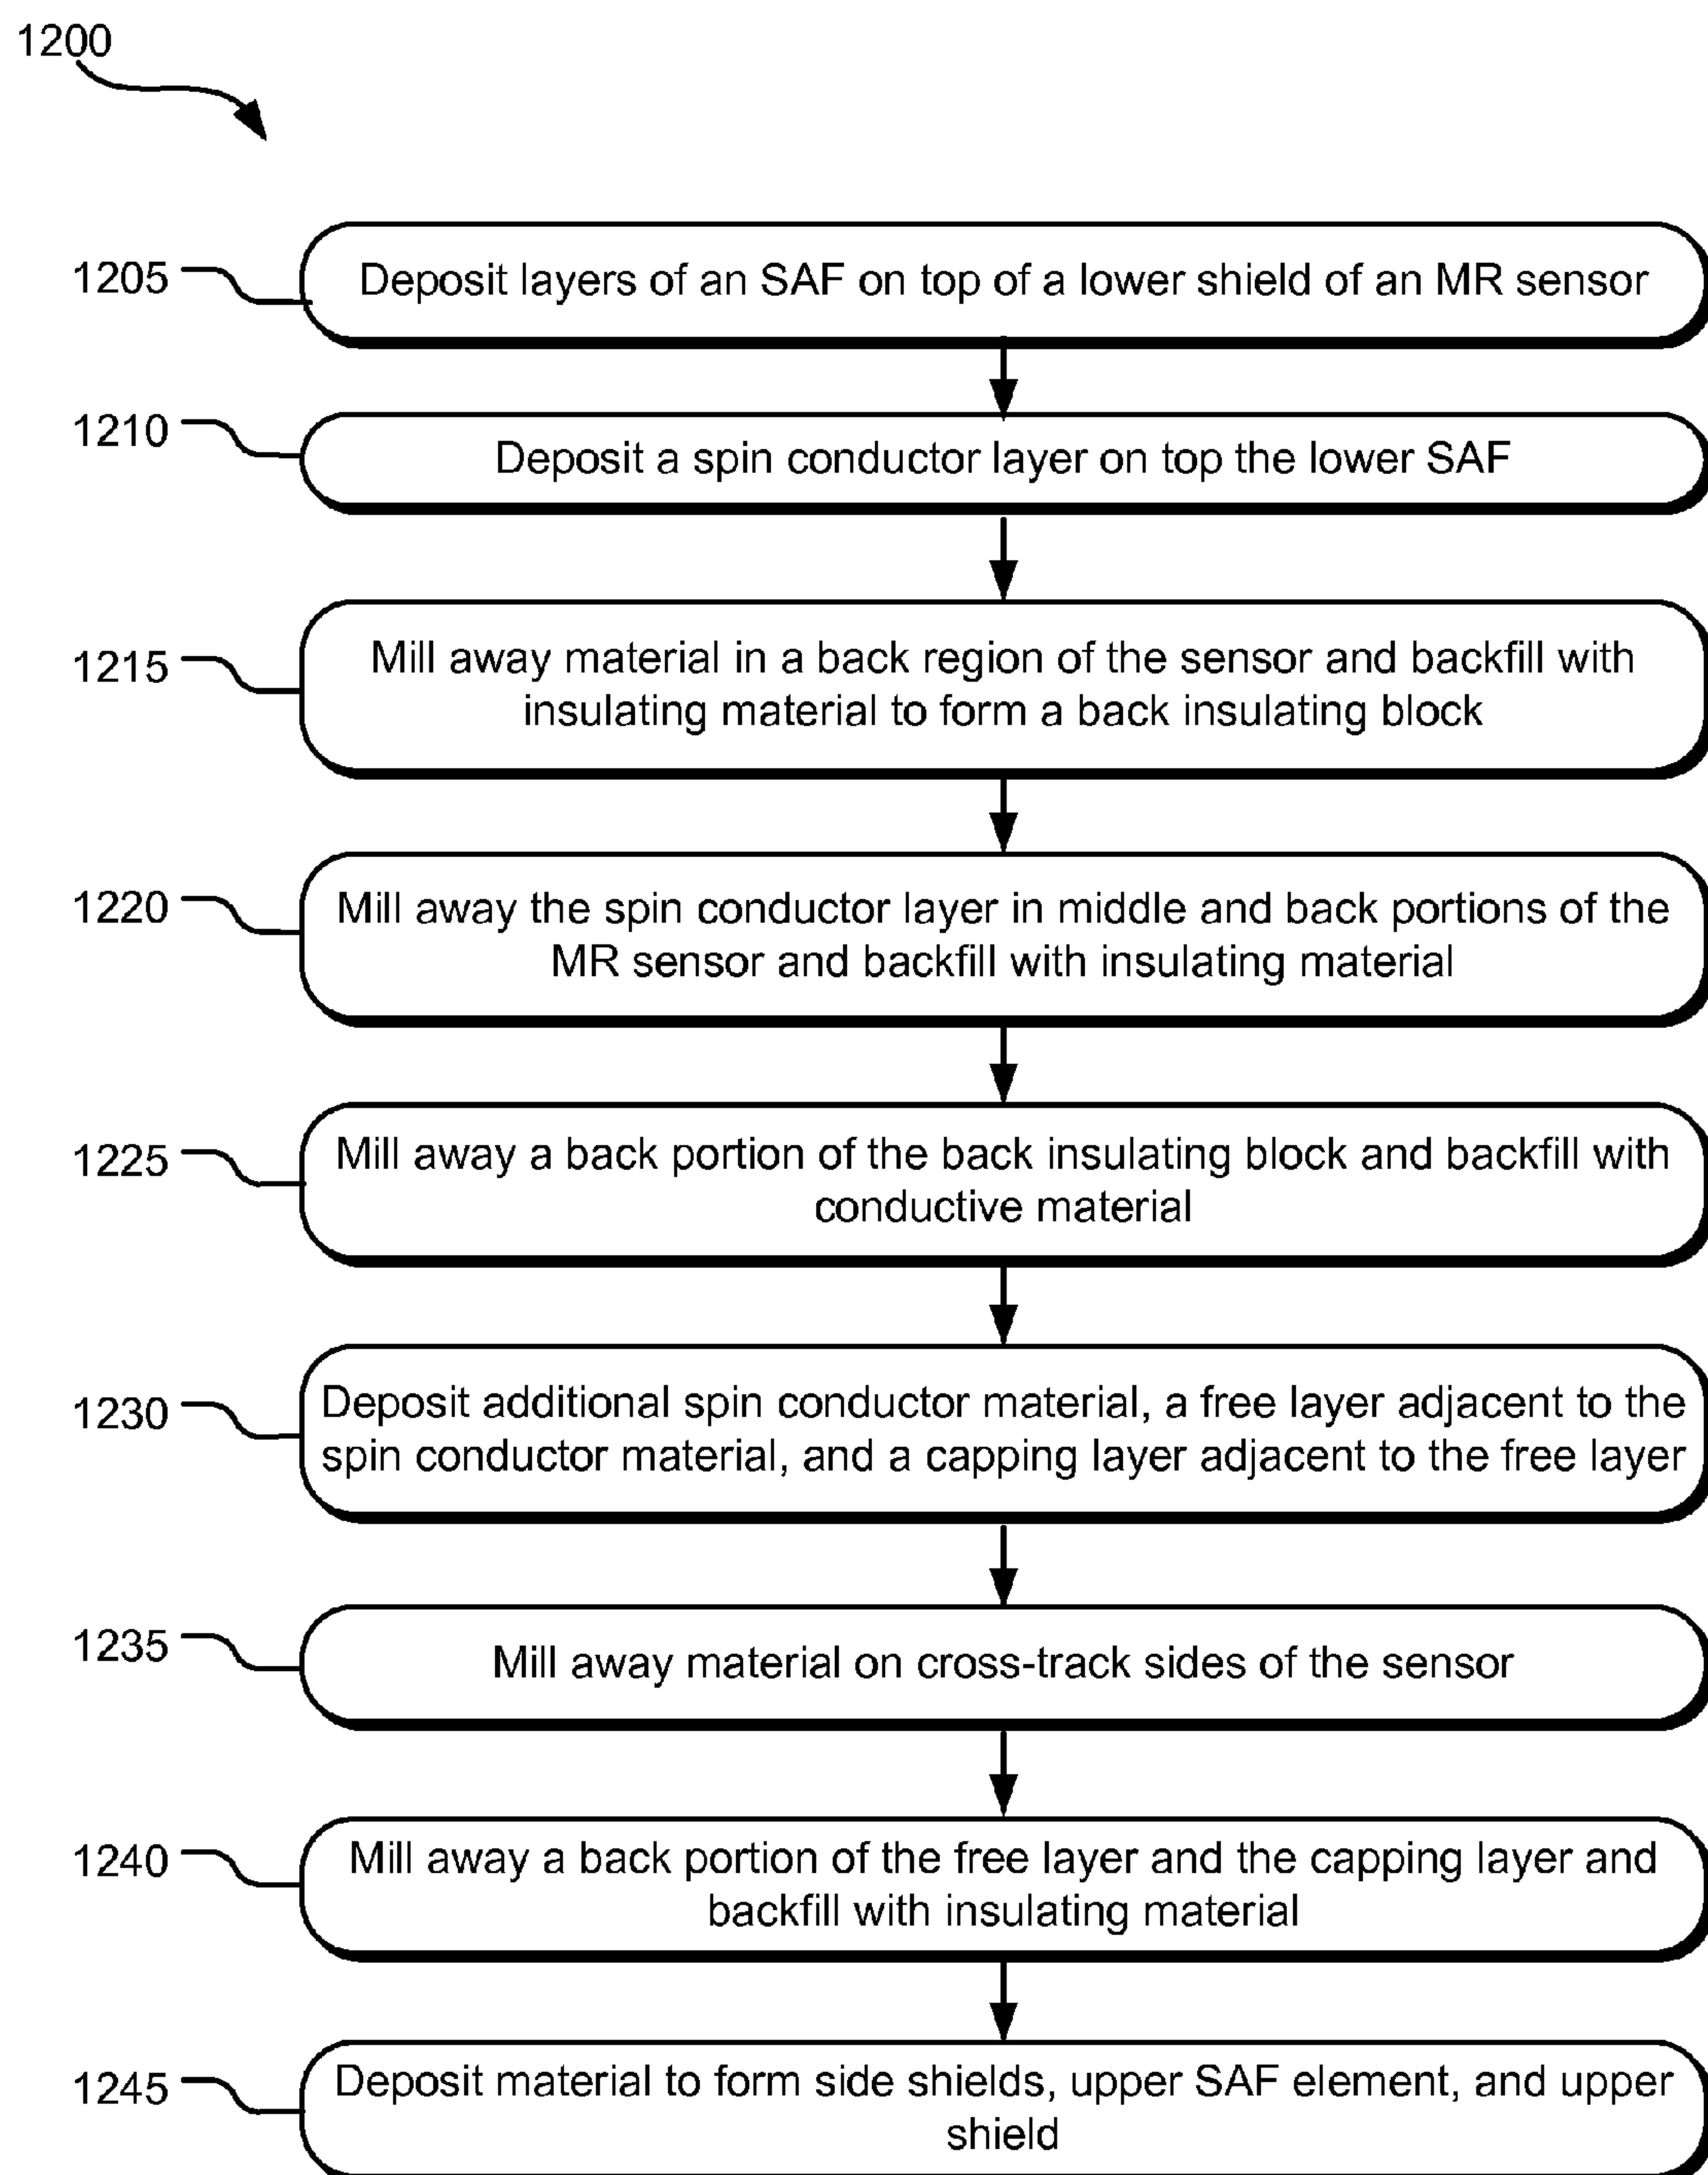 1200
1205
Deposit layers of an SAF on top of a lower shield of an MR sensor
1210
Deposit a spin conductor layer on top the lower SAF
1215
Mill away material in a back region of the sensor and backfill with
insulating material to form a back insulating block
1220
Mill away the spin conductor layer in middle and back portions of the
MR sensor and backfill with insulating material
1225
Mill away a back portion of the back insulating block and backfill with
conductive material
1230
Deposit additional spin conductor material, a free layer adjacent to the
spin conductor material, and a capping layer adjacent to the free layer
1235
Mill away material on cross-track sides of the sensor
1240
Mill away a back portion of the free layer and the capping layer and
backfill with insulating material
1245
Deposit material to form side shields, upper SAF element, and upper
shield